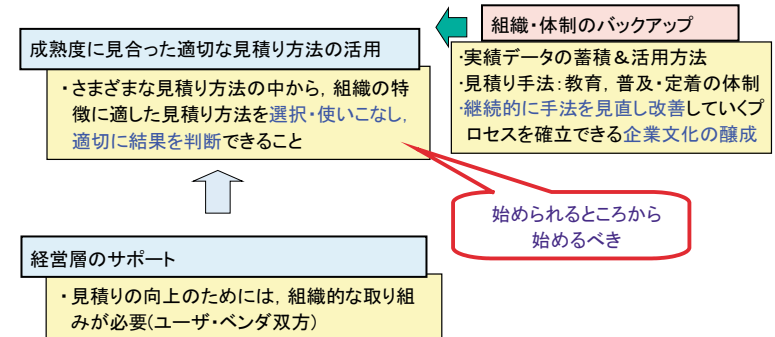 組織・体制のバックアップ
成熟度に見合った適切な見積り方法の活用
・さまざまな見積り方法の中から，組織の特
徴に適した見積り方法を選択・使いこなし，
適切に結果を判断できること
・実績データの蓄積＆活用方法
・見積り手法：教育，普及・定着の体制
・継続的に手法を見直し改善していくプ
ロセスを確立できる企業文化の醸成
始められるところから
始めるべき
経営層のサポート
・見積りの向上のためには，組織的な取り組
みが必要(ユーザ・ベンダ双方)